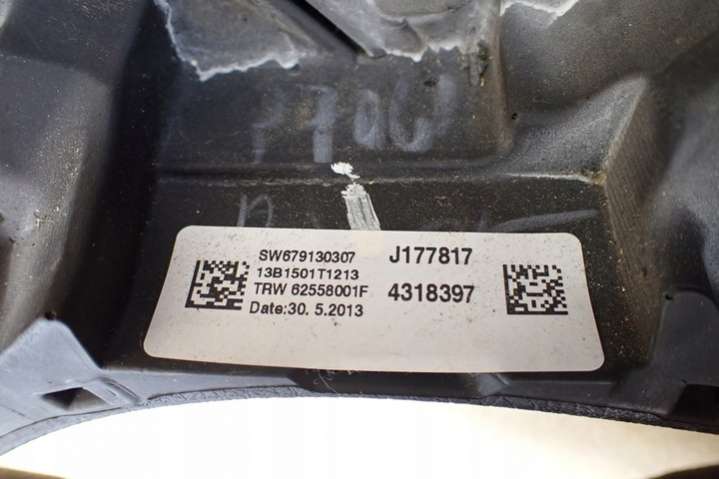 SW679130307
13B1501T1213
TRW 62558001F
Date:30. 5.2013
J177817
4318397